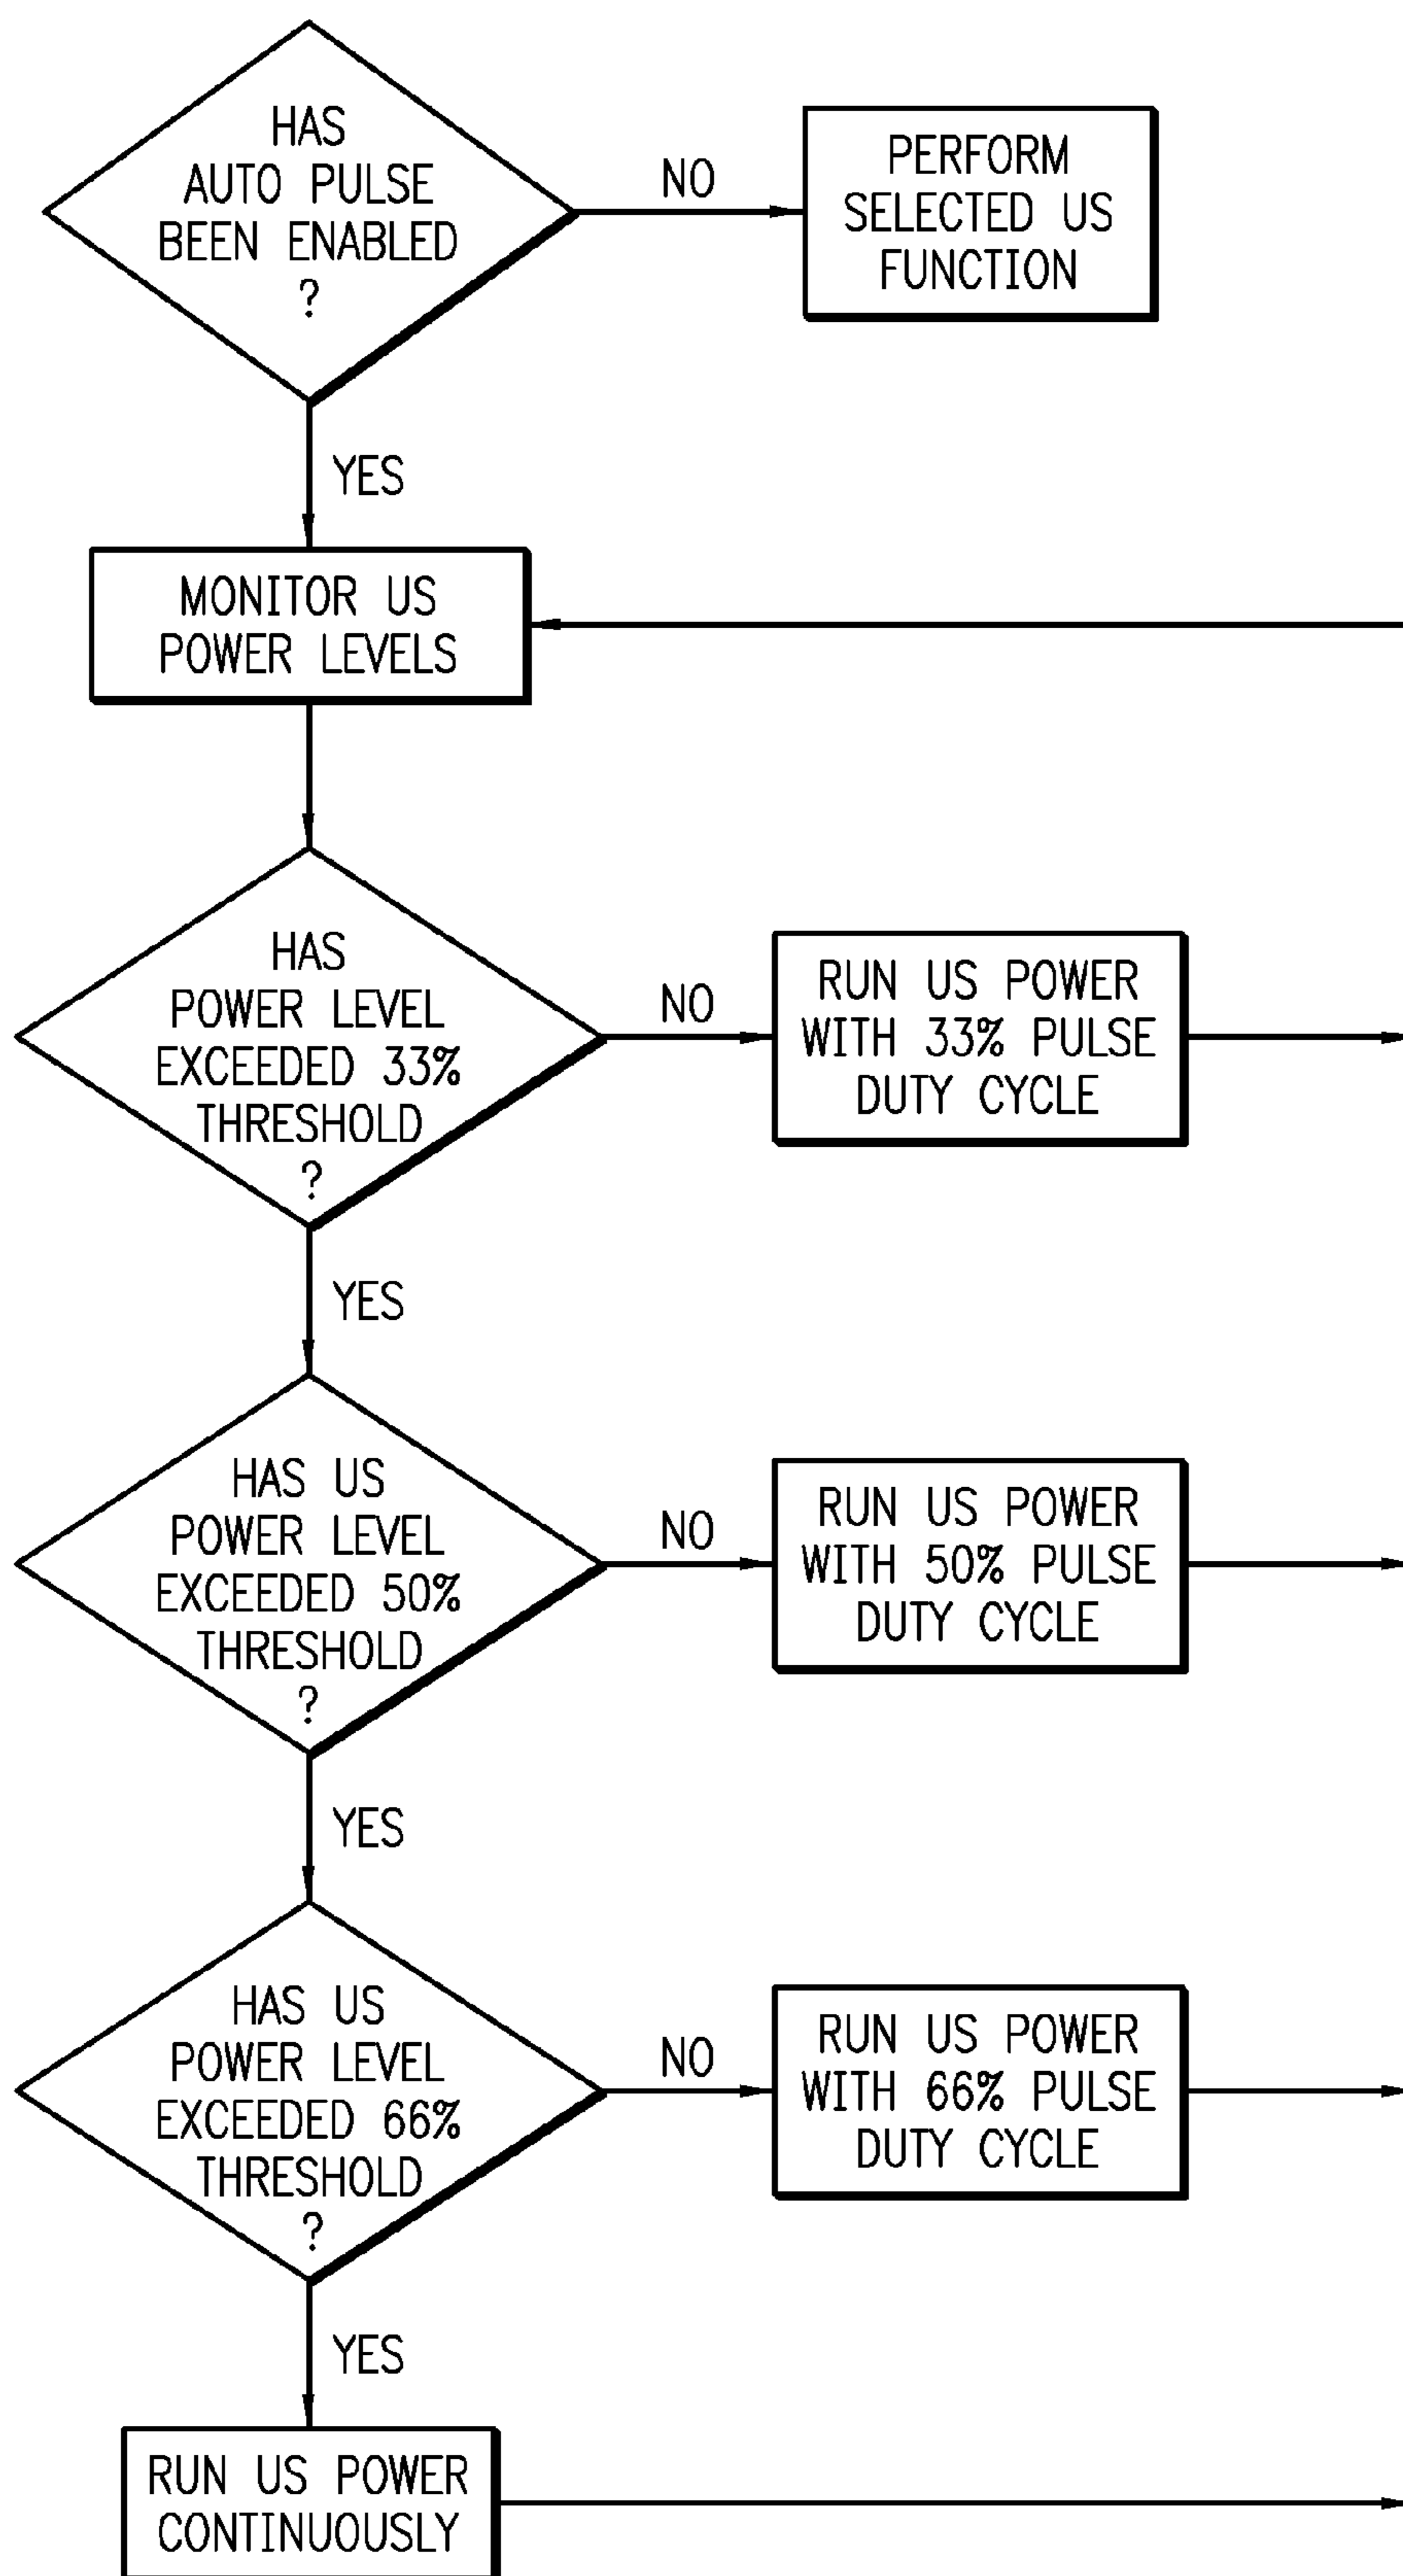 HAS
AUTO PULSE
BEEN ENABLED
?
NO
PERFORM
SELECTED US
FUNCTION
YES
MONITOR US
POWER LEVELS
HAS
POWER LEVEL
EXCEEDED 33%
THRESHOLD
?
NO
RUN US POWER
WITH 33% PULSE
DUTY CYCLE
YES
HAS US
POWER LEVEL
EXCEEDED 50%
THRESHOLD
?
NO
RUN US POWER
WITH 50% PULSE
DUTY CYCLE
YES
HAS US
POWER LEVEL
EXCEEDED 66%
THRESHOLD
?
NO
RUN US POWER
WITH 66% PULSE
DUTY CYCLE
YES
RUN US POWER
CONTINUOUSLY